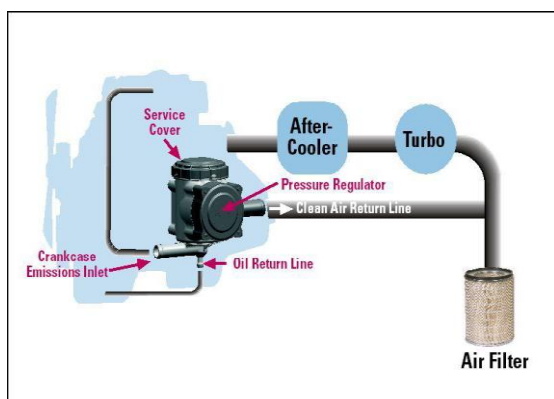 Service
Cover
After-
Cooler
Turbo
Pressure Regulator
Clean Air Return Line
Crankcase
Emissions Inlet
Oil Return Line
Air Filter